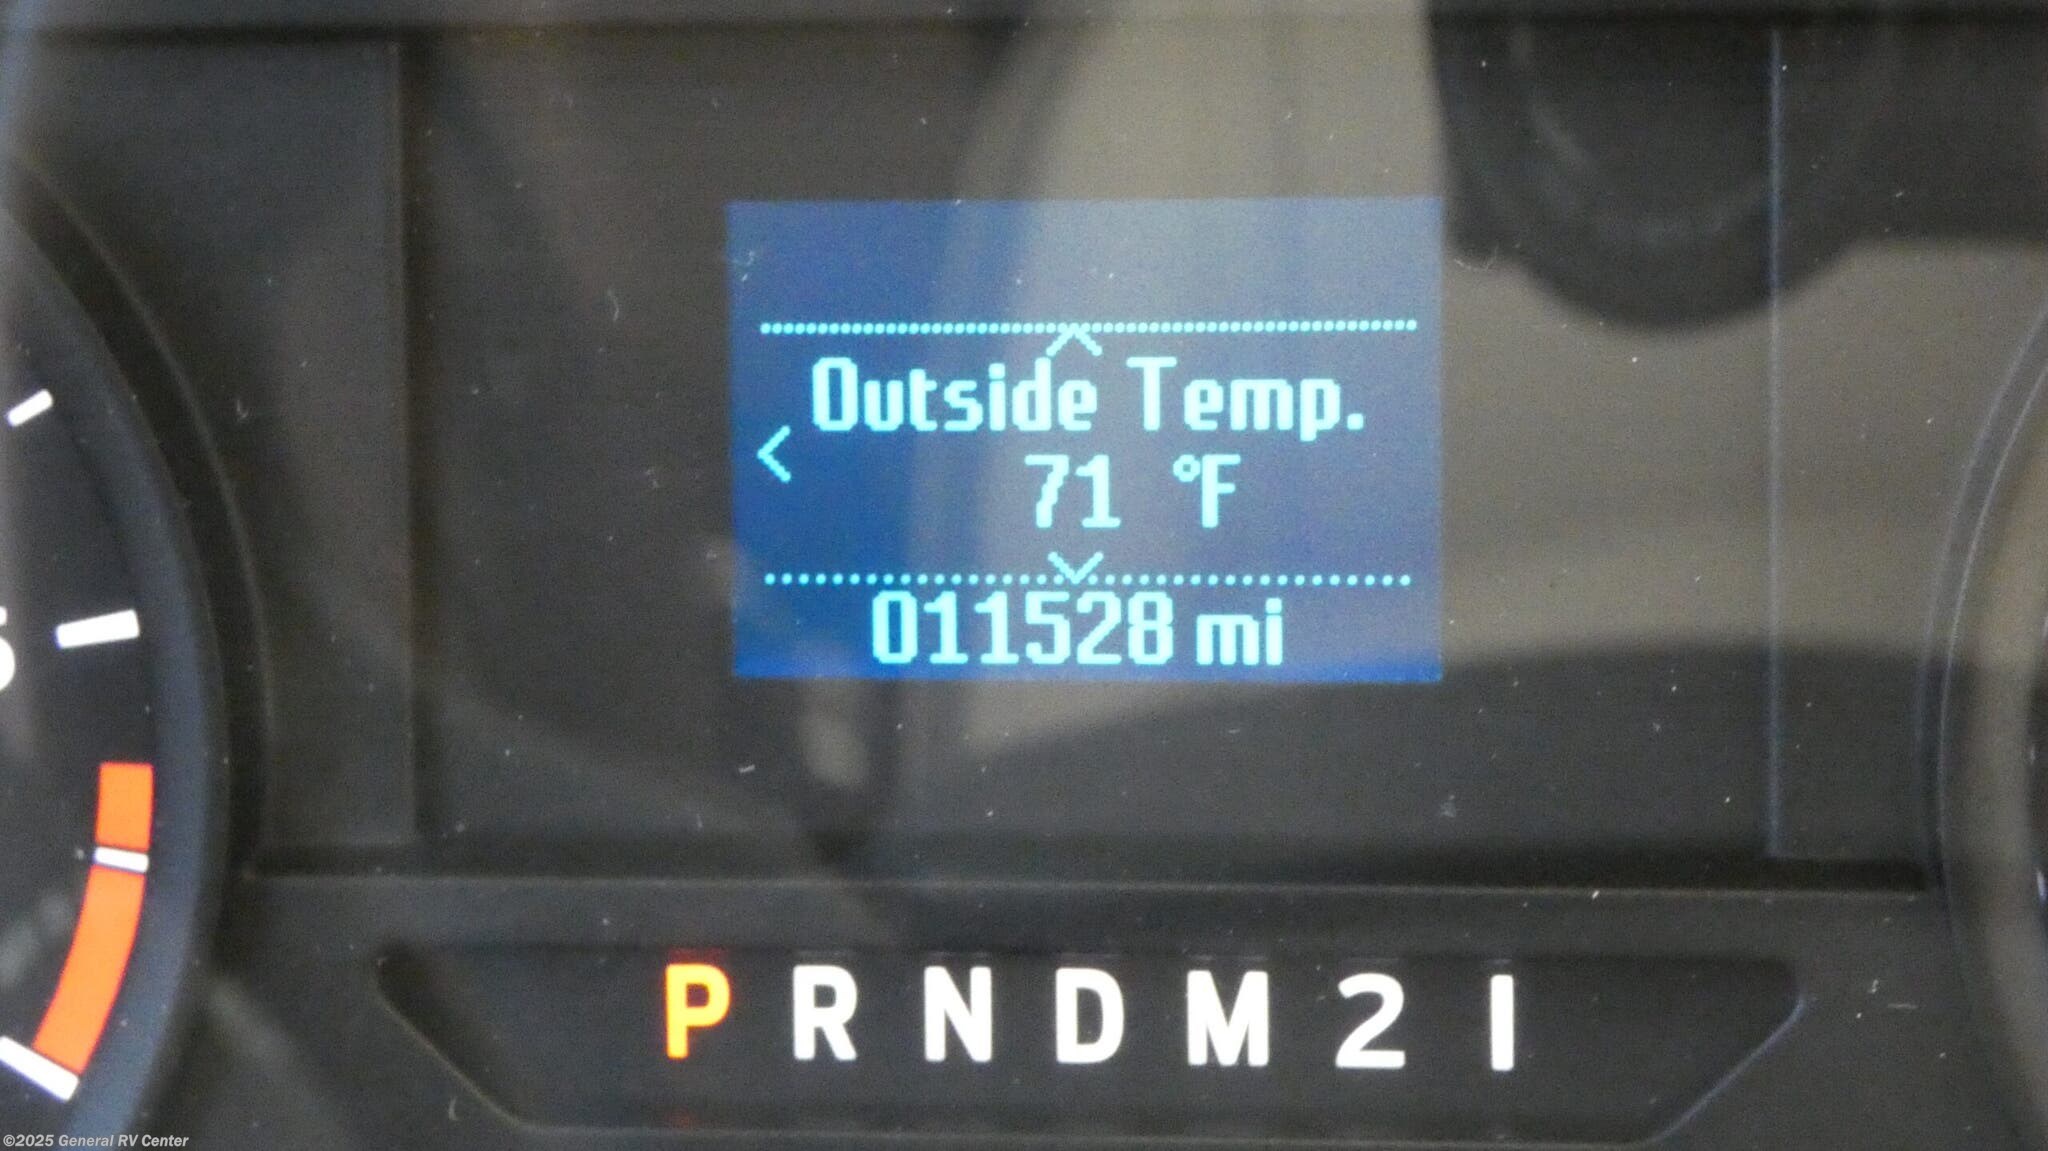 Outside Temp.
71 °F
011528 mi
P R N D M 2 1
©2025 General RV Center